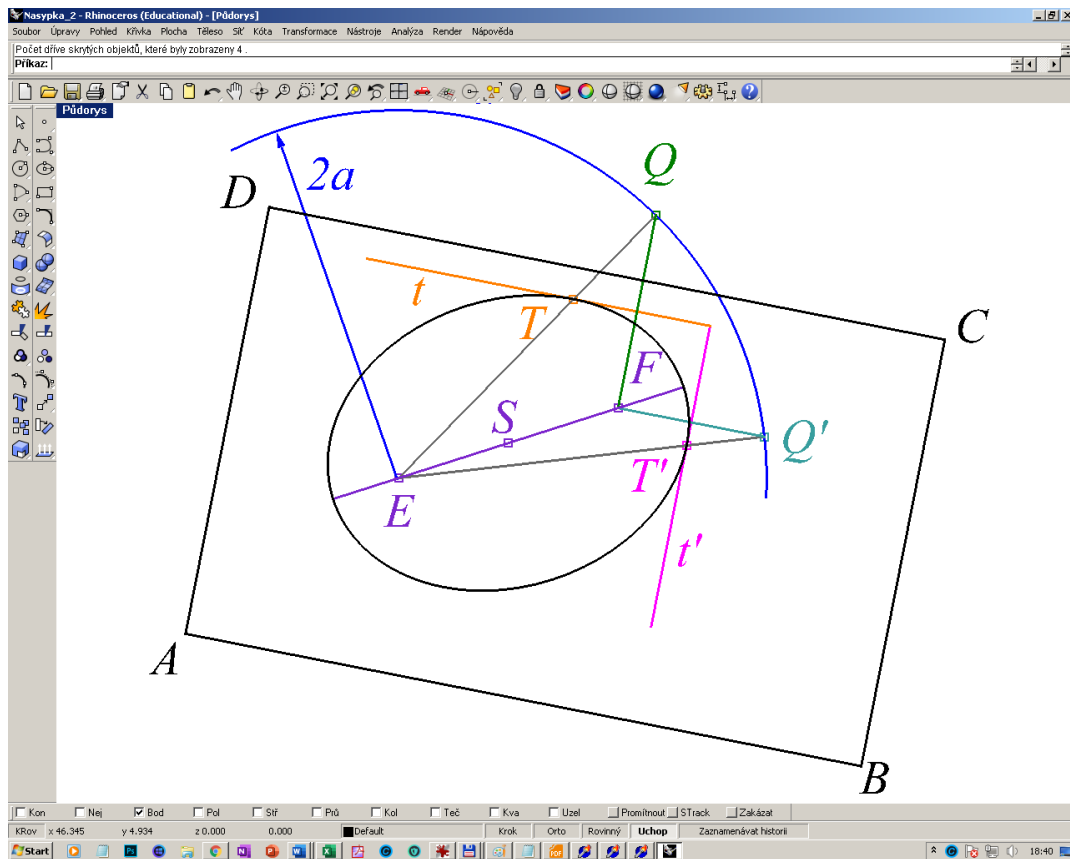 Nasypka_2 - Rhinoceros (Educational) - [Půdorys]
Soubor Úpravy Pohled Křivka Plocha Těleso Síť Kóta Transformace Nástroje Analýza Render Nápověda
Počet dříve skrytých objektů, které byly zobrazeny 4 .
Příkaz:
Půdorys
Q
2a
D
t
T
C
F
S
Q'
T'
E
t'
A
B
Kon Nej Bod Pol Stř Prů Kol Teč Kva Uzel Promítnout STrack Zakázat
KRov x 46.345 y 4.934 z 0.000 0.000 Default Krok Orto Rovinný Uchop Zaznamenávat historii
Start 18:40